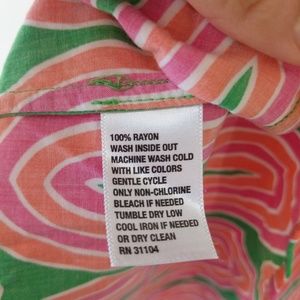 100% RAYON
WASH INSIDE OUT
MACHINE WASH COLD
WITH LIKE COLORS
GENTLE CYCLE
ONLY NON-CHLORINE
BLEACH IF NEEDED
TUMBLE DRY LOW
COOL IRON IF NEEDED
OR DRY CLEAN
RN 31104